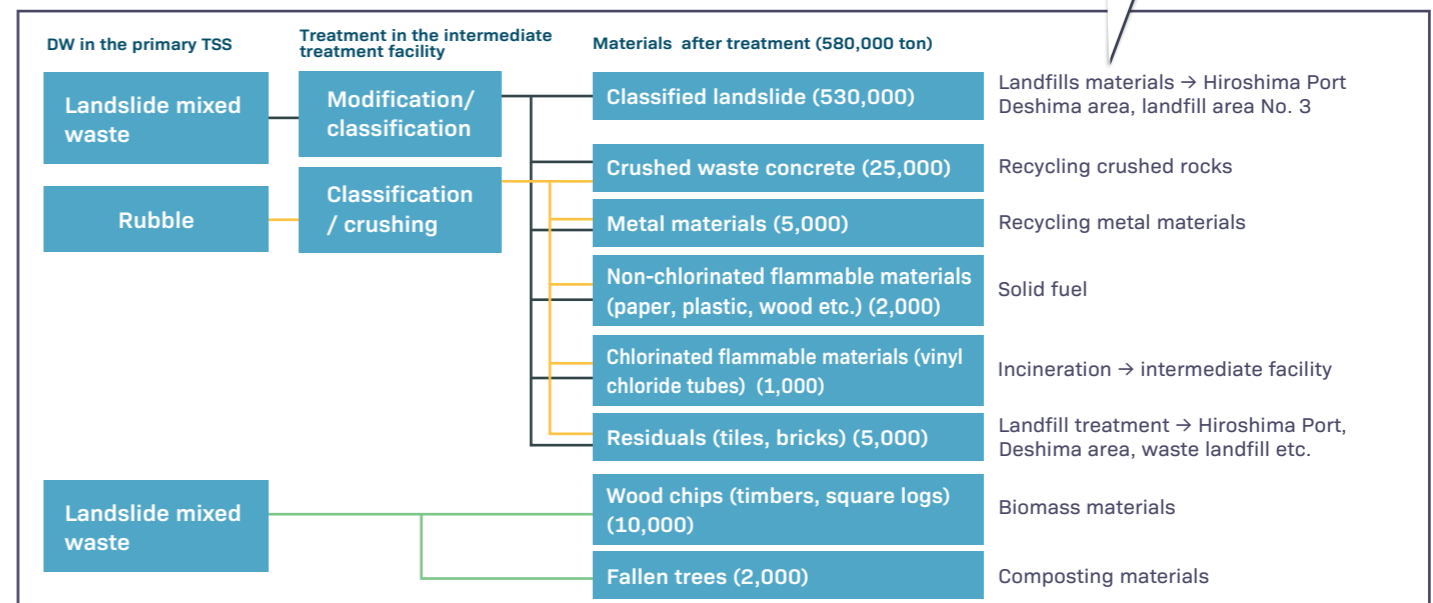 DW in the primary TSS
Treatment in the intermediate
treatment facility
Materials after treatment (580,000 ton)
Landslide mixed
waste
Modification/
classification
Classified landslide (530,000)
Landfills materials → Hiroshima Port
Deshima area, landfill area No. 3
Crushed waste concrete (25,000)
Recycling crushed rocks
Rubble
Classification
/ crushing
Metal materials (5,000)
Recycling metal materials
Non-chlorinated flammable materials
(paper, plastic, wood etc.) (2,000)
Solid fuel
Chlorinated flammable materials (vinyl
chloride tubes) (1,000)
Incineration → intermediate facility
Residuals (tiles, bricks) (5,000)
Landfill treatment → Hiroshima Port,
Deshima area, waste landfill etc.
Landslide mixed
waste
Wood chips (timbers, square logs)
(10,000)
Biomass materials
Fallen trees (2,000)
Composting materials